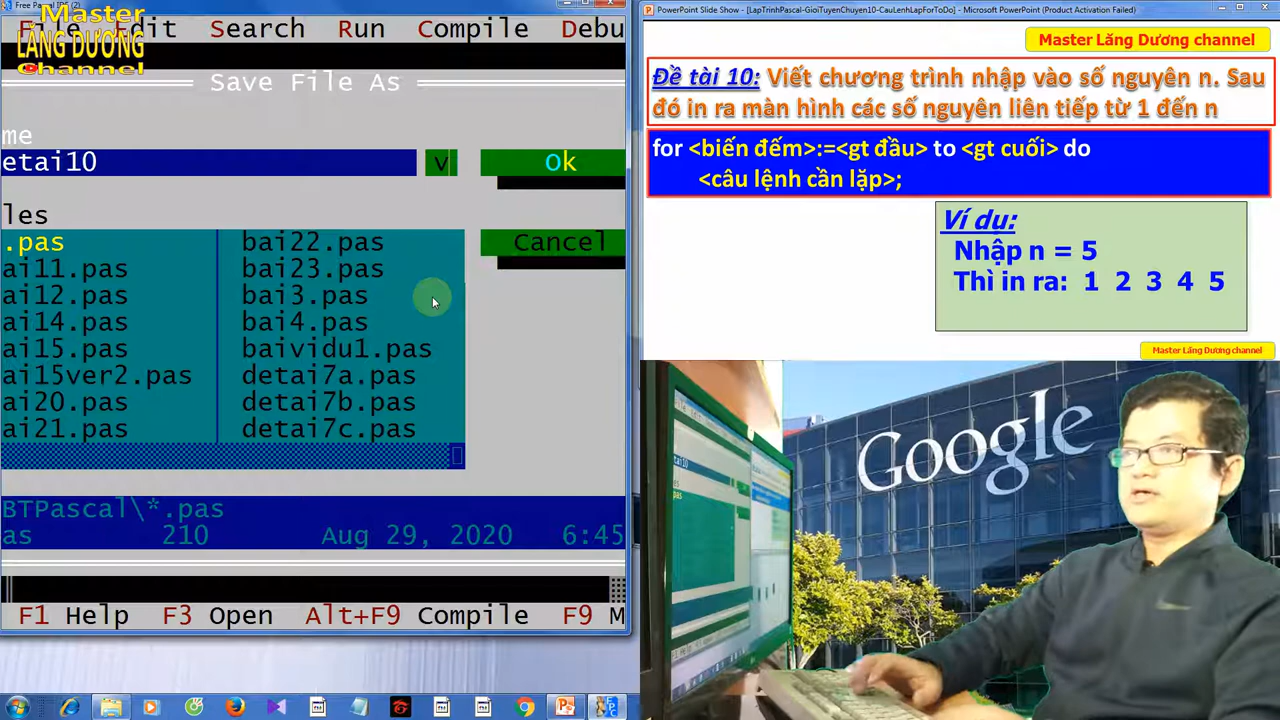 Free Pascal IDE (2)
Master
LĂNG DƯƠNG
Channel
File Edit Search Run Compile Debu
Save File As
me
etai10
v
Ok
les
.pas
ai11.pas
ai12.pas
ai14.pas
ai15.pas
ai15ver2.pas
ai20.pas
ai21.pas
bai22.pas
bai23.pas
bai3.pas
bai4.pas
baividu1.pas
detai7a.pas
detai7b.pas
detai7c.pas
Cancel
BTPascal\*.pas
as 210 Aug 29, 2020 6:45
F1 Help F3 Open Alt+F9 Compile F9 M
PowerPoint Slide Show - [LapTrinhPascal-GioiTuyenChuyen10-CauLenhLapForToDo] - Microsoft PowerPoint (Product Activation Failed)
Master Lăng Dương channel
Đề tài 10: Viết chương trình nhập vào số nguyên n. Sau
đó in ra màn hình các số nguyên liên tiếp từ 1 đến n
for <biến đếm>:=<gt đầu> to <gt cuối> do
<câu lệnh cần lặp>;
Ví dụ:
Nhập n = 5
Thì in ra: 1 2 3 4 5
Master Lăng Dương channel
Google